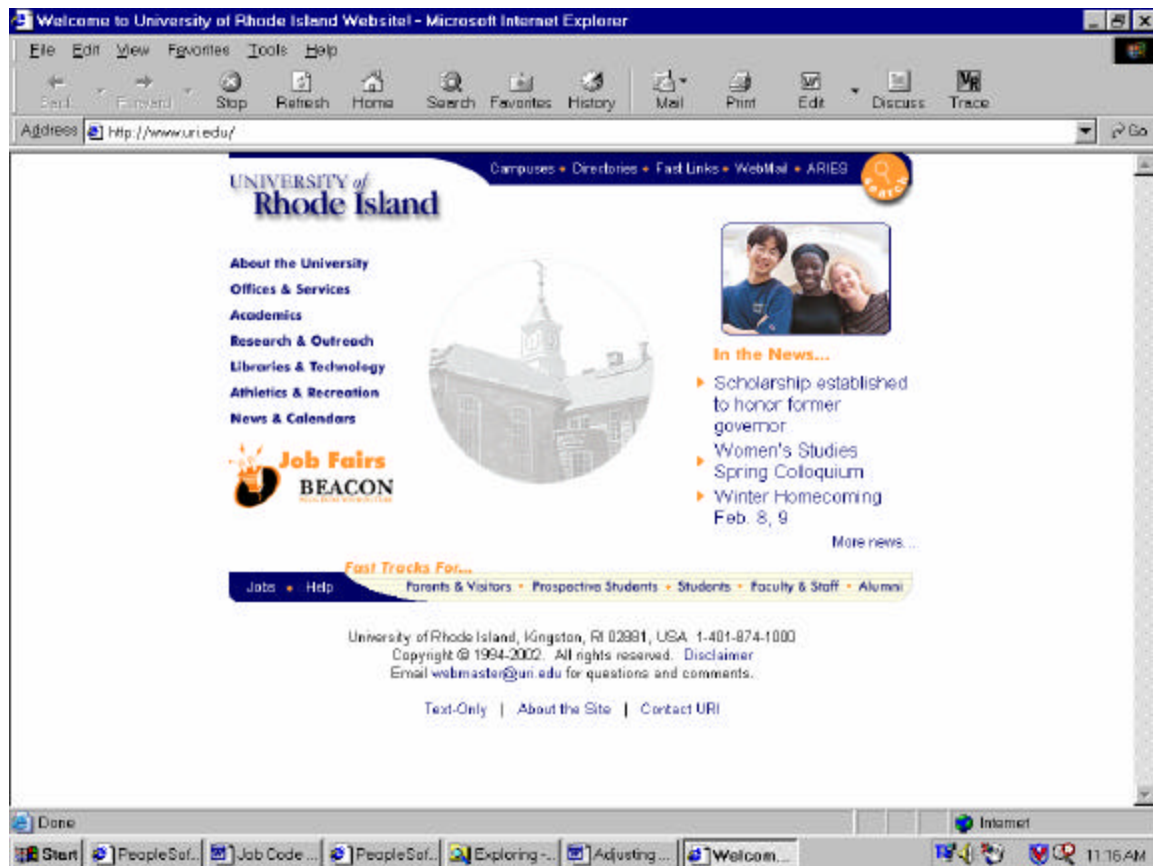 Welcome to University of Rhode Island Website! - Microsoft Internet Explorer
File Edit View Favorites Tools Help
Back Forward Stop Refresh Home Search Favorites History Mail Print Edit Discuss Trace
Address http://www.uri.edu/ Go
Campuses • Directories • Fast Links • WebMail • ARIES
search
UNIVERSITY of
Rhode Island
About the University
Offices & Services
Academics
Research & Outreach
Libraries & Technology
Athletics & Recreation
News & Calendars
Job Fairs
BEACON
In the News...
Scholarship established
to honor former
governor
Women's Studies
Spring Colloquium
Winter Homecoming
Feb. 8, 9
More news...
Fast Tracks For...
Jobs • Help
Parents & Visitors • Prospective Students • Students • Faculty & Staff • Alumni
University of Rhode Island, Kingston, RI 02881, USA 1-401-874-1000
Copyright © 1994-2002. All rights reserved. Disclaimer
Email webmaster@uri.edu for questions and comments.
Text-Only | About the Site | Contact URI
Done
Internet
Start PeopleSof... Job Code ... PeopleSof... Exploring -... Adjusting ... Welcom... 11:16 AM